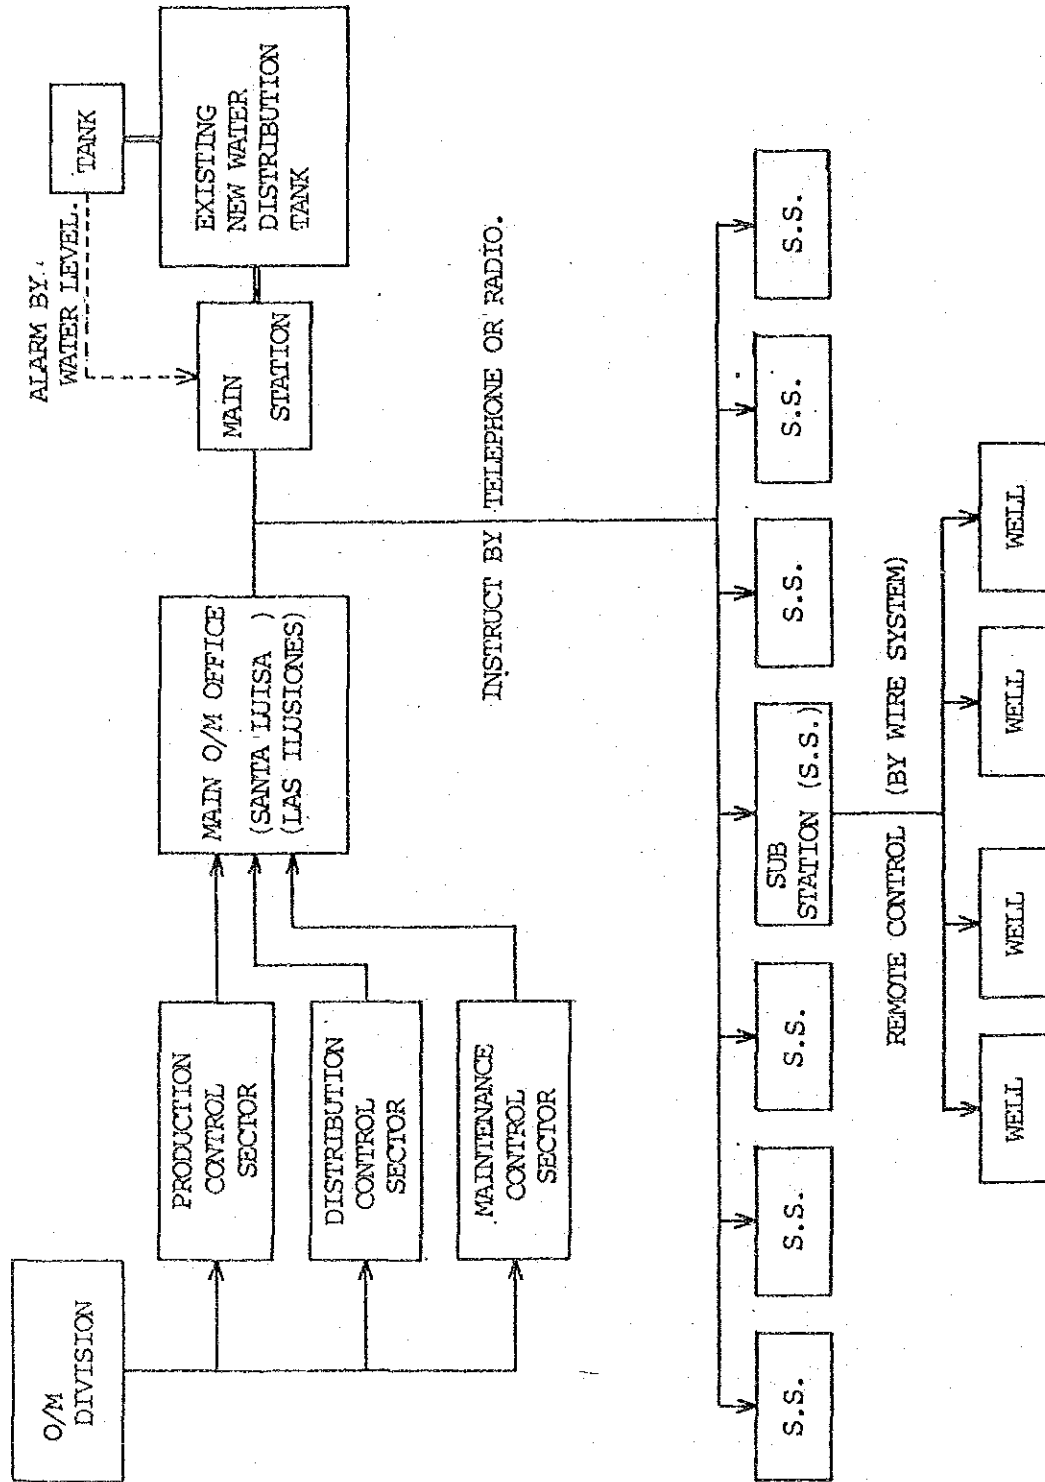 O/M
DIVISION
PRODUCTION
CONTROL
SECTOR
DISTRIBUTION
CONTROL
SECTOR
MAINTENANCE
CONTROL
SECTOR
MAIN O/M OFFICE
(SANTA LUISA )
(LAS ILUSIONES)
ALARM BY.
WATER LEVEL.
TANK
MAIN
STATION
EXISTING
NEW WATER
DISTRIBUTION
TANK
INSTRUCT BY TELEPHONE OR RADIO.
S.S.
S.S.
S.S.
SUB
STATION (S.S.)
S.S.
S.S.
S.S.
REMOTE CONTROL (BY WIRE SYSTEM)
WELL
WELL
WELL
WELL